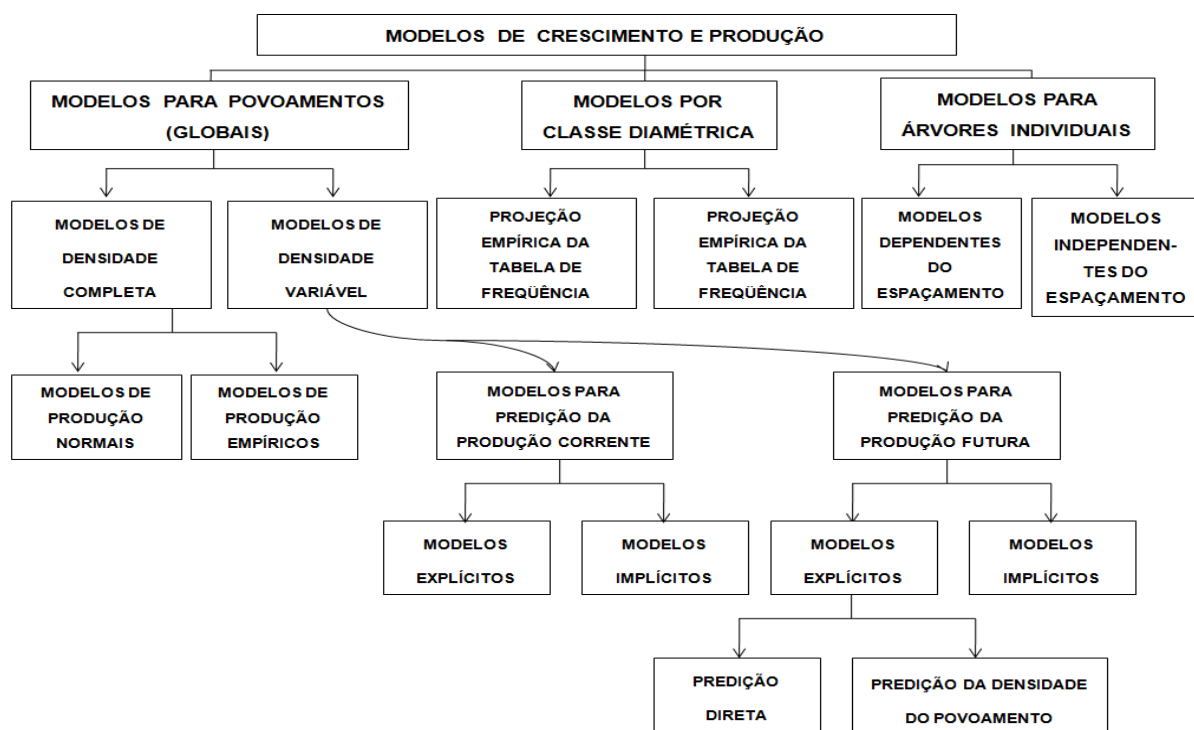 MODELOS DE CRESCIMENTO E PRODUÇÃO
MODELOS PARA POVOAMENTOS
(GLOBAIS)
MODELOS POR
CLASSE DIAMÉTRICA
MODELOS PARA
ÁRVORES INDIVIDUAIS
MODELOS DE
DENSIDADE
COMPLETA
MODELOS DE
DENSIDADE
VARIÁVEL
PROJEÇÃO
EMPÍRICA DA
TABELA DE
FREQÜÊNCIA
PROJEÇÃO
EMPÍRICA DA
TABELA DE
FREQÜÊNCIA
MODELOS
DEPENDENTES
DO
ESPAÇAMENTO
MODELOS
INDEPENDEN-
TES DO
ESPAÇAMENTO
MODELOS DE
PRODUÇÃO
NORMAIS
MODELOS DE
PRODUÇÃO
EMPÍRICOS
MODELOS PARA
PREDIÇÃO DA
PRODUÇÃO CORRENTE
MODELOS PARA
PREDIÇÃO DA
PRODUÇÃO FUTURA
MODELOS
EXPLÍCITOS
MODELOS
IMPLÍCITOS
MODELOS
EXPLÍCITOS
MODELOS
IMPLÍCITOS
PREDIÇÃO
DIRETA
PREDIÇÃO DA DENSIDADE
DO POVOAMENTO